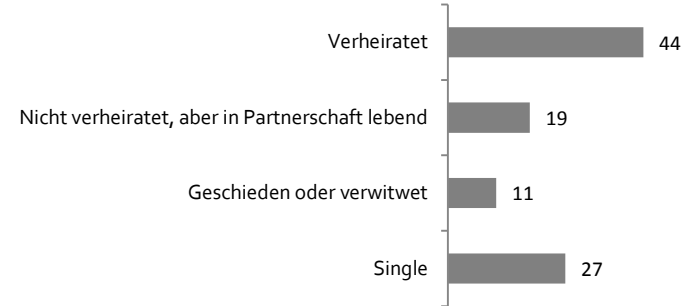 Verheiratet 44
Nicht verheiratet, aber in Partnerschaft lebend 19
Geschieden oder verwitwet 11
Single 27